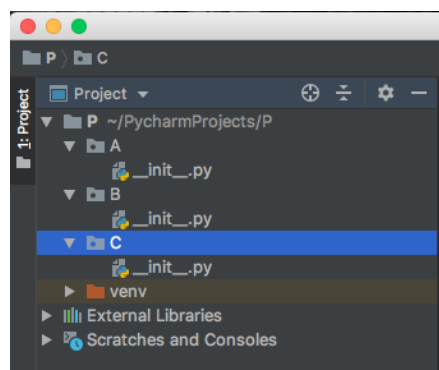 P C
Project
1: Project
P ~/PycharmProjects/P
A
__init__.py
B
__init__.py
C
__init__.py
venv
External Libraries
Scratches and Consoles